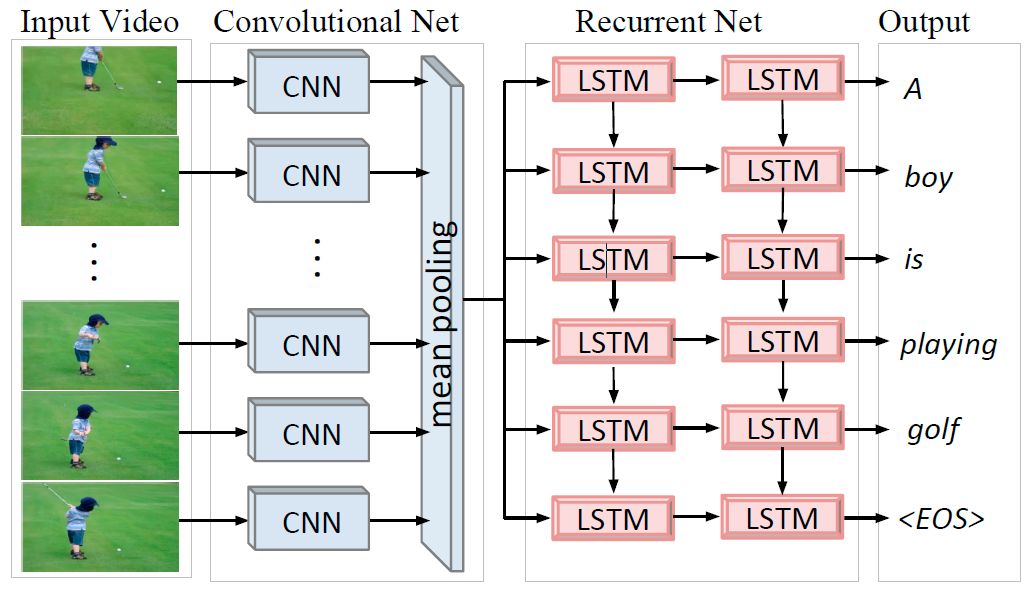 Input Video
Convolutional Net
Recurrent Net
Output
CNN
LSTM
LSTM
A
CNN
LSTM
LSTM
boy
mean pooling
LSTM
LSTM
is
CNN
LSTM
LSTM
playing
CNN
LSTM
LSTM
golf
CNN
LSTM
LSTM
<EOS>